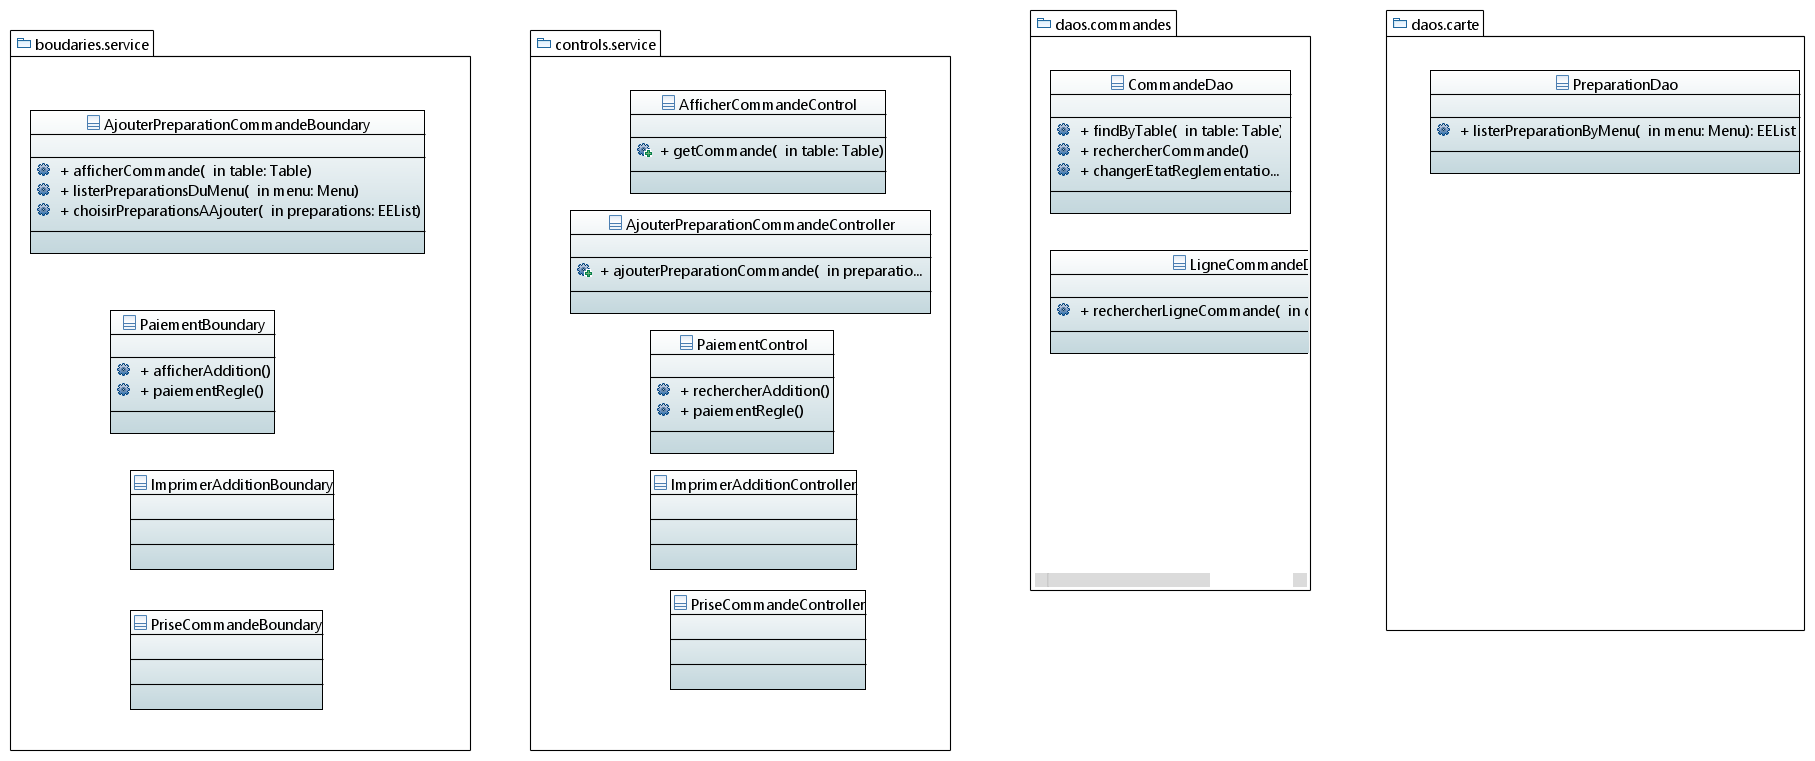 boudaries.service
AjouterPreparationCommandeBoundary
+ afficherCommande( in table: Table)
+ listerPreparationsDuMenu( in menu: Menu)
+ choisirPreparationsAAjouter( in preparations: EEList)
PaiementBoundary
+ afficherAddition()
+ paiementRegle()
ImprimerAdditionBoundary
PriseCommandeBoundary
controls.service
AfficherCommandeControl
+ getCommande( in table: Table)
AjouterPreparationCommandeController
+ ajouterPreparationCommande( in preparatio...
PaiementControl
+ rechercherAddition()
+ paiementRegle()
ImprimerAdditionController
PriseCommandeController
daos.commandes
CommandeDao
+ findByTable( in table: Table)
+ rechercherCommande()
+ changerEtatReglementatio...
LigneCommande
+ rechercherLigneCommande( in
daos.carte
PreparationDao
+ listerPreparationByMenu( in menu: Menu): EEList